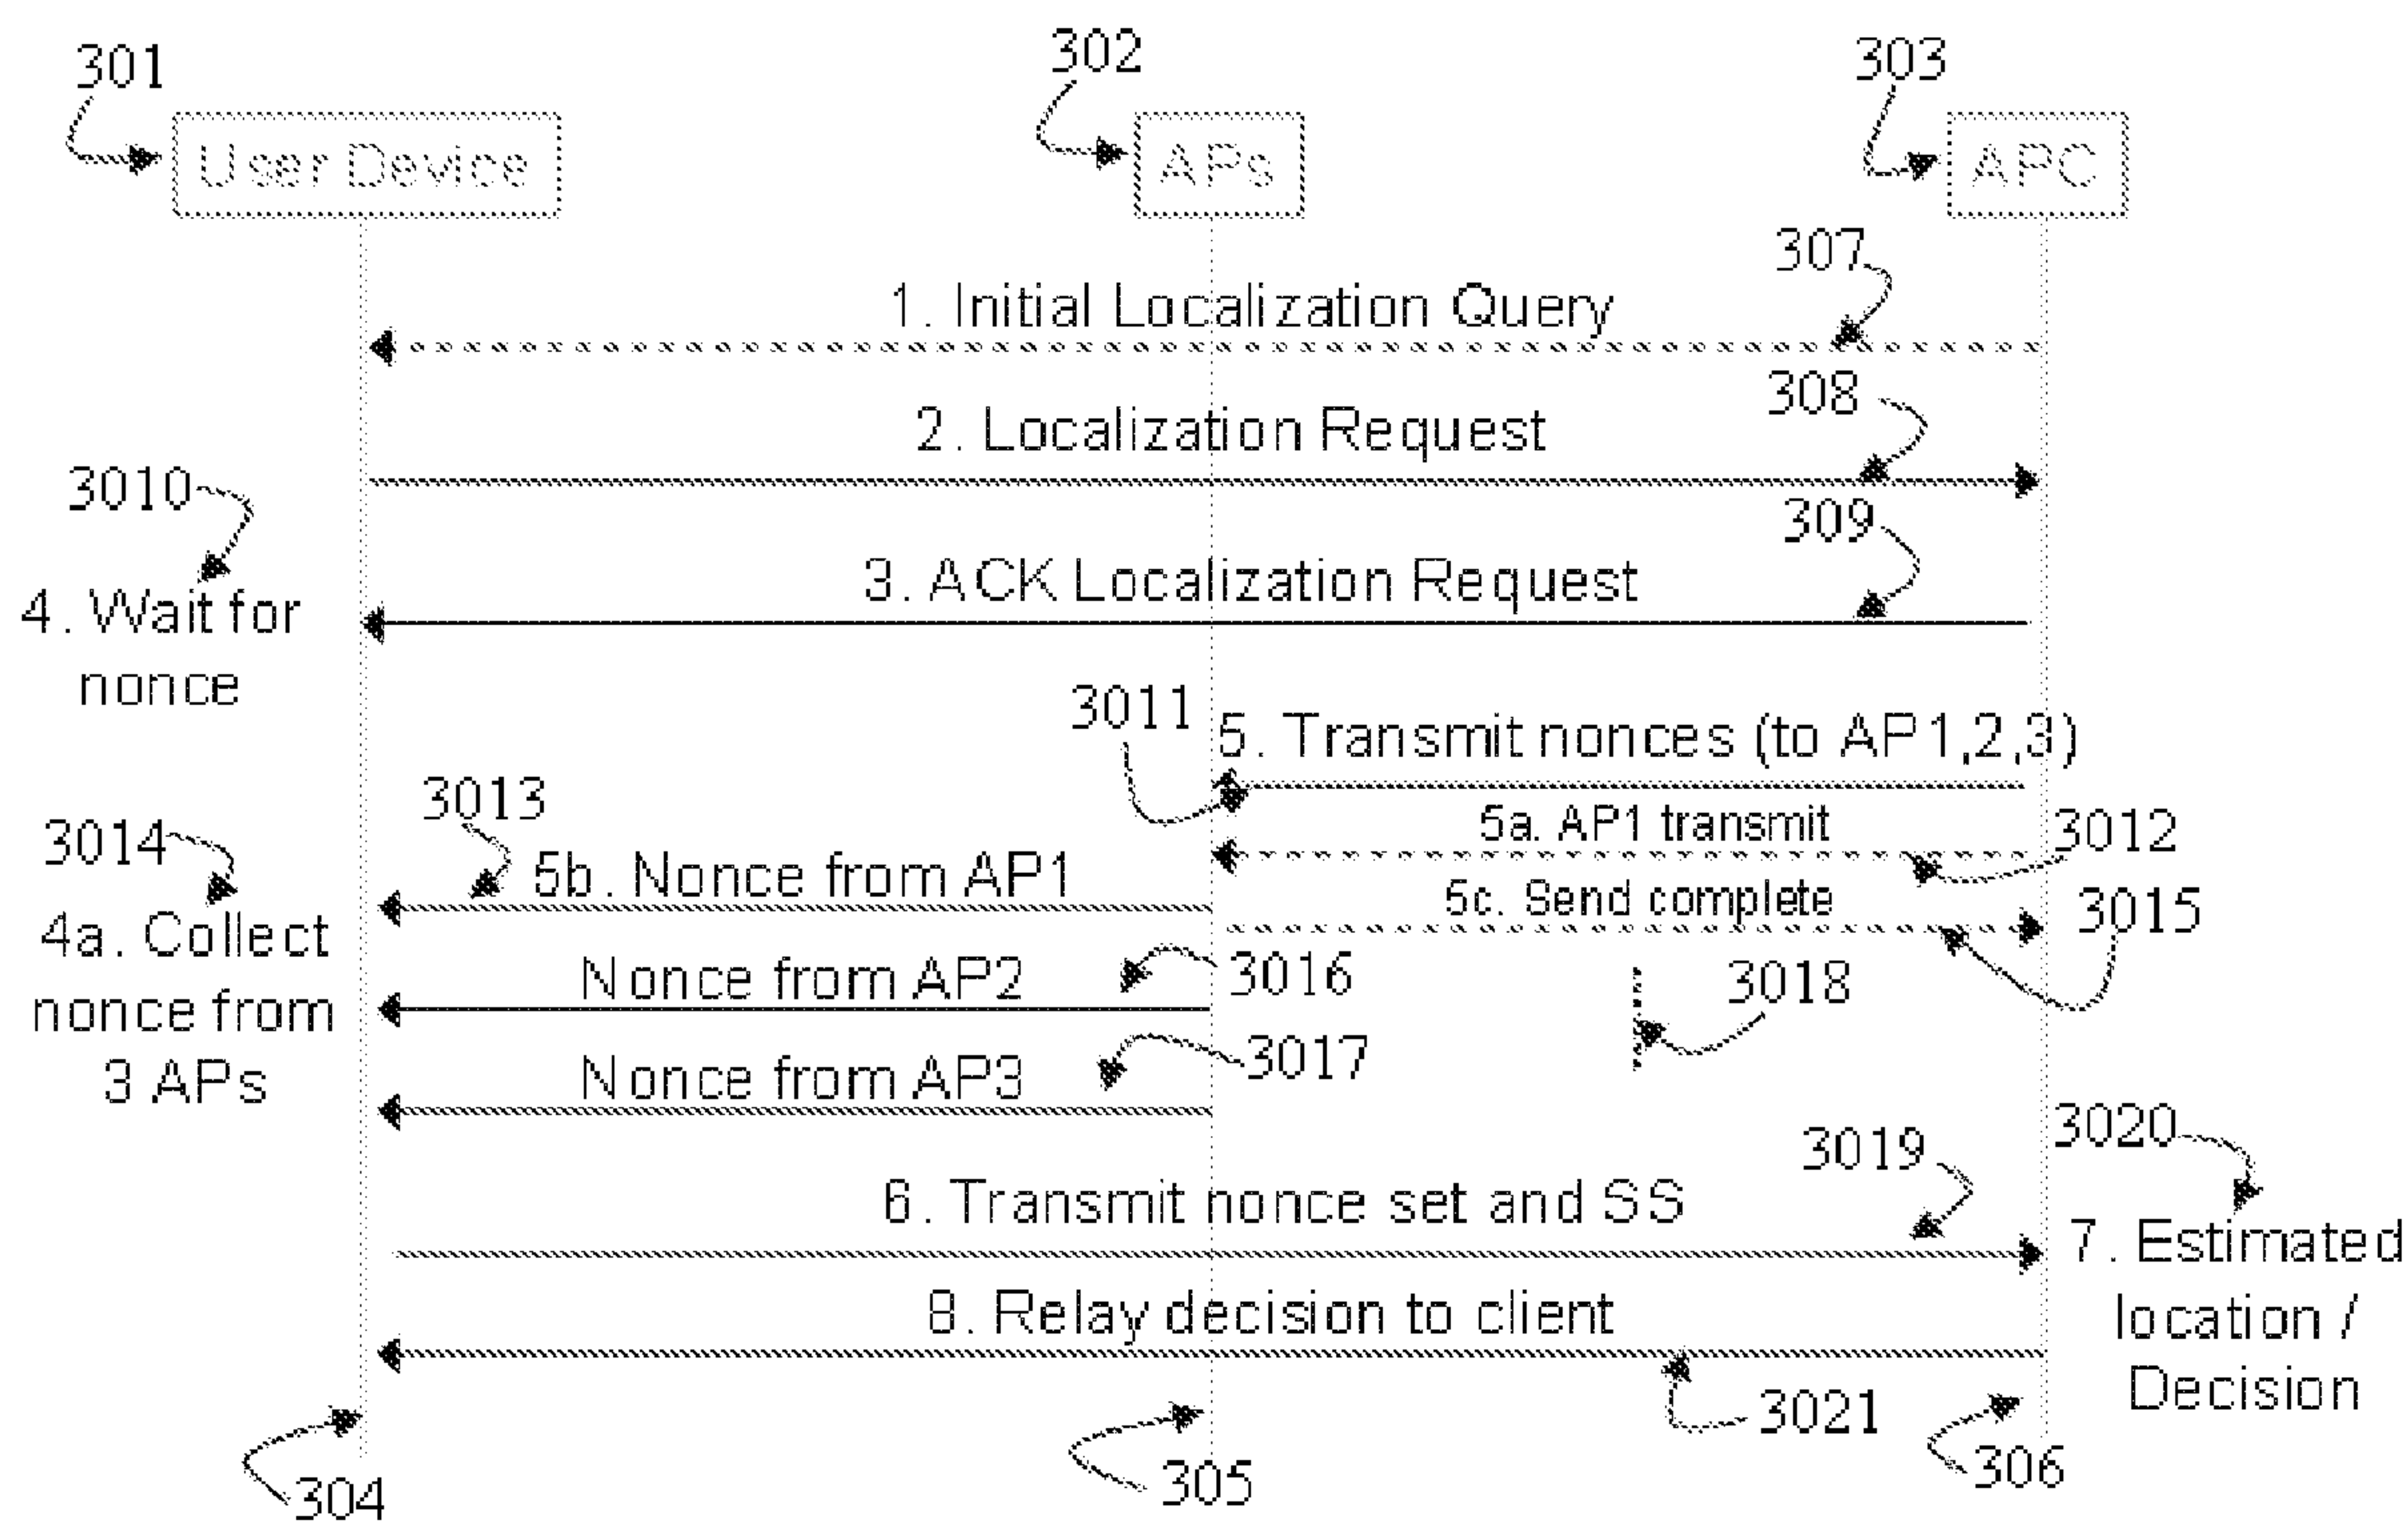 301
302
303
User Device
APs
APC
307
1. Initial Localization Query
308
2. Localization Request
3010
309
3. ACK Localization Request
4. Wait for
nonce
3011
5. Transmit nonces (to AP1,2,3)
3013
5a. AP1 transmit
3012
3014
5b. Nonce from AP1
5c. Send complete
3015
4a. Collect
nonce from
3 APs
Nonce from AP2
3016
3018
Nonce from AP3
3017
3019
3020
6. Transmit nonce set and SS
7. Estimated
location /
Decision
8. Relay decision to client
3021
304
305
306